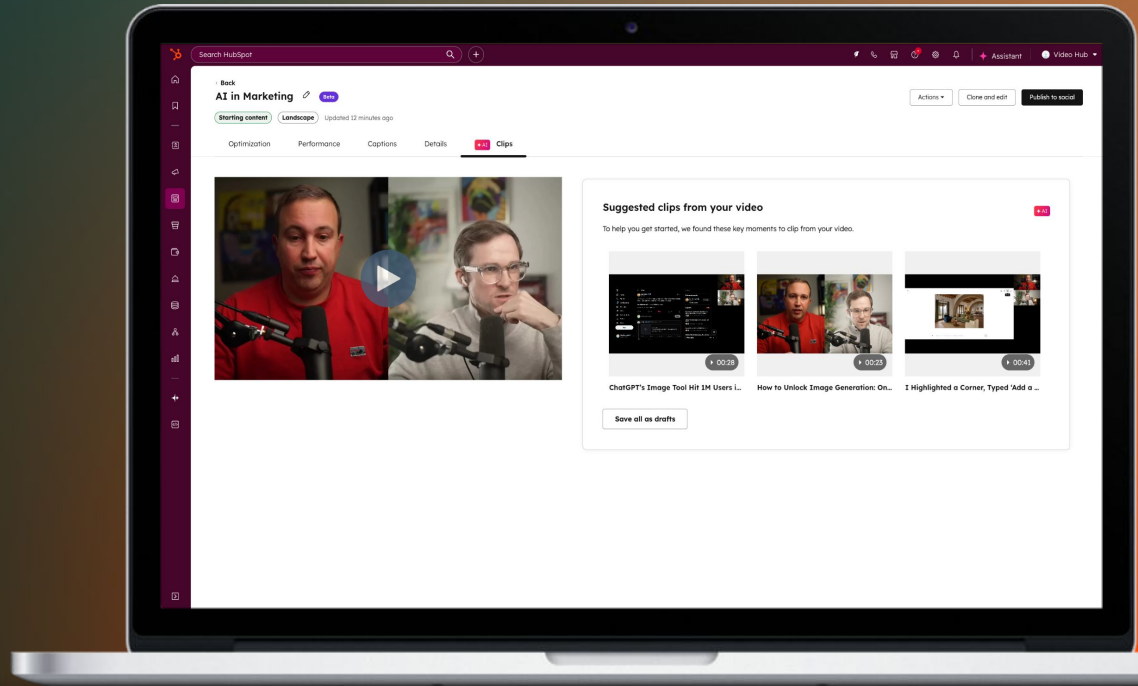 Search HubSpot
Assistant
Video Hub
Back
AI in Marketing
Beta
Actions
Clone and edit
Publish to social
Starting content
Landscape
Updated 12 minutes ago
Optimization
Performance
Captions
Details
AI
Clips
Suggested clips from your video
AI
To help you get started, we found these key moments to clip from your video.
00:28
00:23
00:41
ChatGPT's Image Tool Hit 1M Users i...
How to Unlock Image Generation: On...
I Highlighted a Corner, Typed 'Add a ...
Save all as drafts